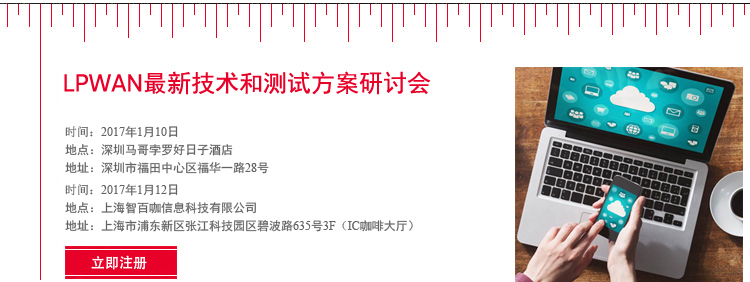 LPWAN最新技术和测试方案研讨会
时间：2017年1月10日
地点：深圳马哥孛罗好日子酒店
地址：深圳市福田中心区福华一路28号
时间：2017年1月12日
地点：上海智百咖信息科技有限公司
地址：上海市浦东新区张江科技园区碧波路635号3F（IC咖啡大厅）
立即注册